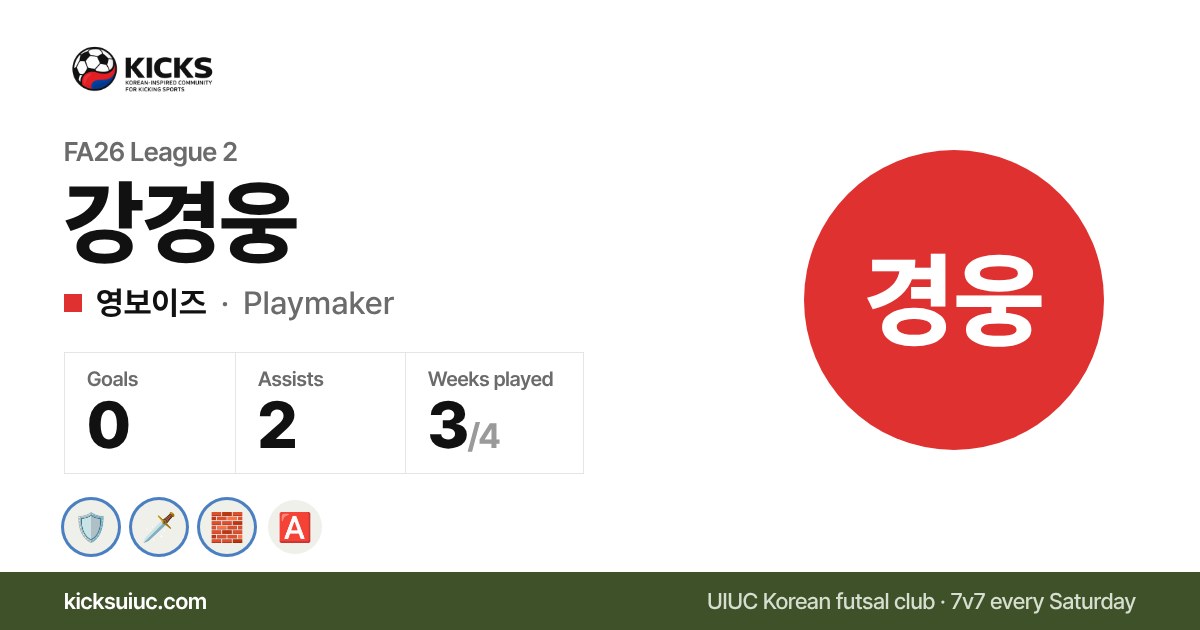 KICKS
KOREAN-INSPIRED COMMUNITY
FOR KICKING SPORTS
FA26 League 2
강경웅
영보이즈 · Playmaker
경웅
Goals
Assists
Weeks played
0
2
3/4
A
kicksuiuc.com
UIUC Korean futsal club · 7v7 every Saturday